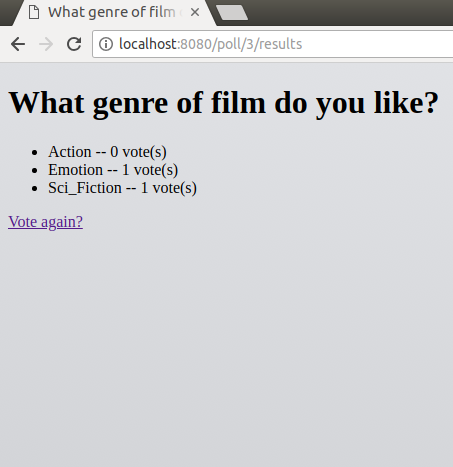 What genre of film
localhost:8080/poll/3/results
What genre of film do you like?
Action -- 0 vote(s)
Emotion -- 1 vote(s)
Sci_Fiction -- 1 vote(s)
Vote again?